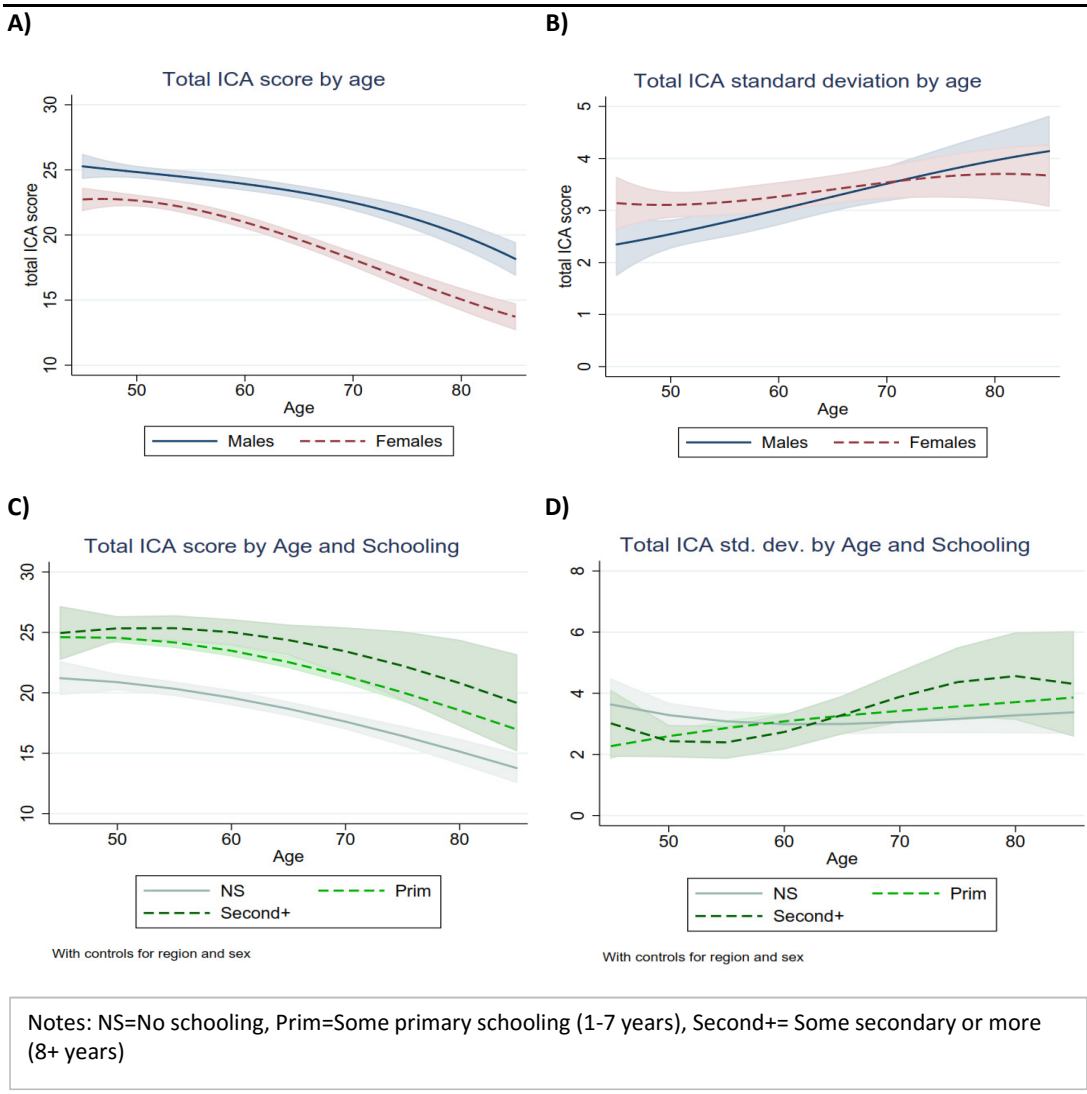 A)
Total ICA score by age
total ICA score
30
25
20
15
10
50 60 70 80
Age
Males Females
B)
Total ICA standard deviation by age
total ICA score
5
4
3
2
1
0
50 60 70 80
Age
Males Females
C)
Total ICA score by Age and Schooling
30
25
20
15
10
50 60 70 80
Age
NS Prim
Second+
With controls for region and sex
D)
Total ICA std. dev. by Age and Schooling
8
6
4
2
0
50 60 70 80
Age
NS Prim
Second+
With controls for region and sex
Notes: NS=No schooling, Prim=Some primary schooling (1-7 years), Second+= Some secondary or more
(8+ years)